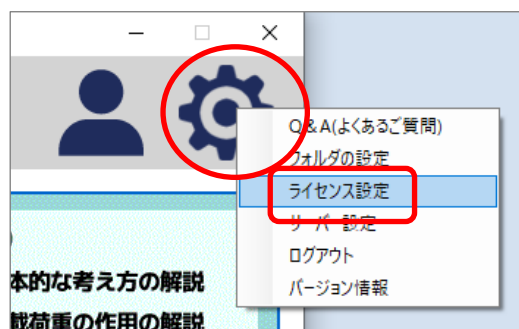 Q&A(よくあるご質問)
フォルダの設定
ライセンス設定
サーバー設定
ログアウト
バージョン情報
本的な考え方の解説
載荷重の作用の解説